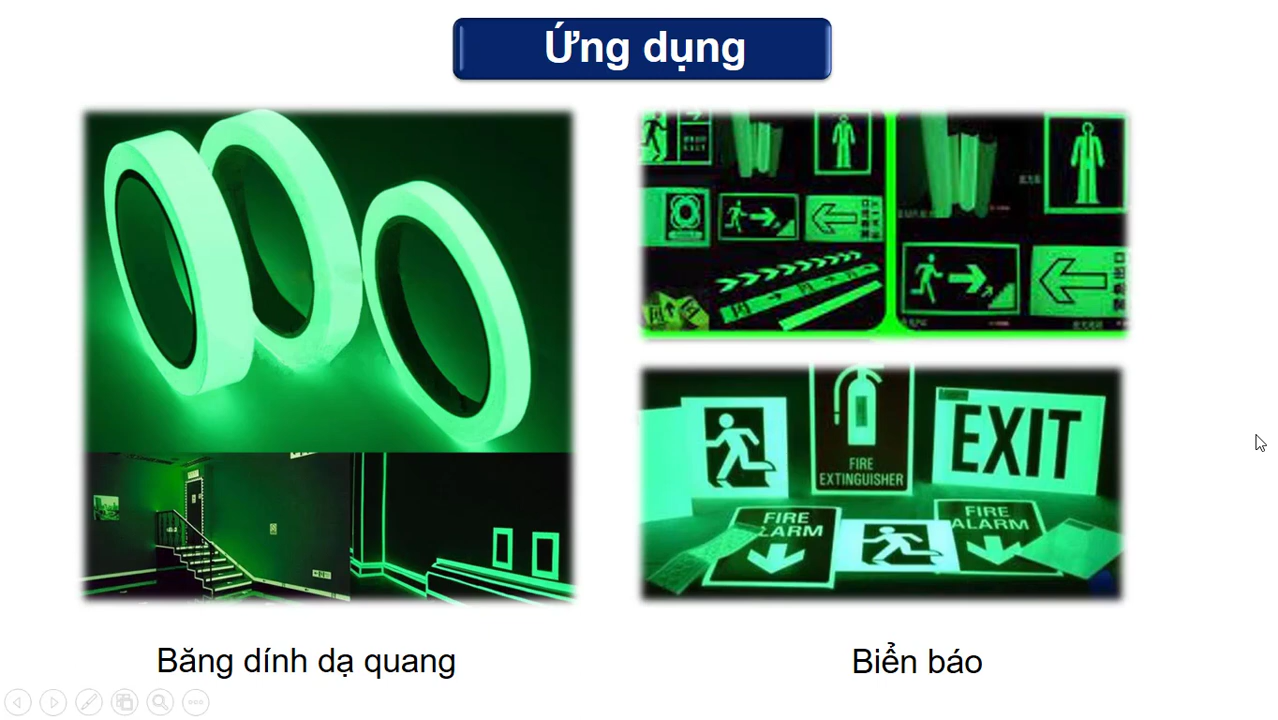 Ứng dụng
EXIT
FIRE
EXTINGUISHER
FIRE
ALARM
FIRE
ALARM
Băng dính dạ quang
Biển báo